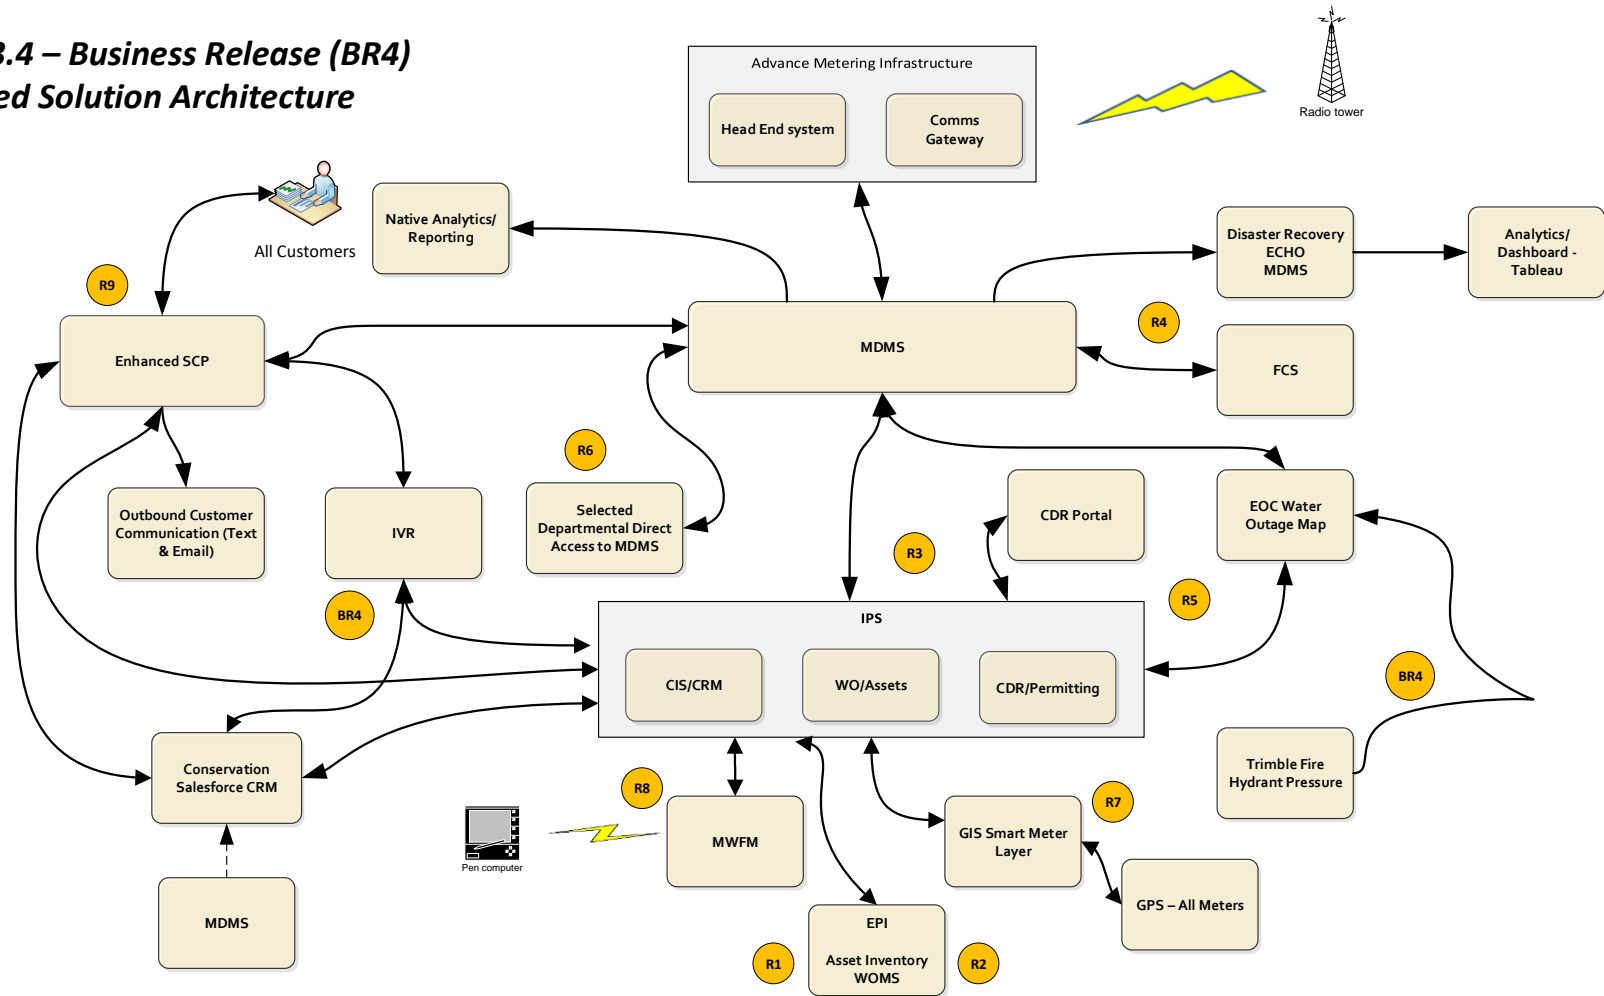 3.4 – Business Release (BR4)
ed Solution Architecture
Advance Metering Infrastructure
Head End system
Comms
Gateway
Radio tower
All Customers
Native Analytics/
Reporting
Disaster Recovery
ECHO
MDMS
Analytics/
Dashboard -
Tableau
R9
R4
Enhanced SCP
MDMS
FCS
R6
Outbound Customer
Communication (Text
& Email)
IVR
Selected
Departmental Direct
Access to MDMS
CDR Portal
EOC Water
Outage Map
R3
R5
BR4
IPS
CIS/CRM
WO/Assets
CDR/Permitting
BR4
Conservation
Salesforce CRM
Trimble Fire
Hydrant Pressure
R8
R7
Pen computer
MWFM
GIS Smart Meter
Layer
GPS – All Meters
MDMS
EPI
Asset Inventory
WOMS
R1
R2